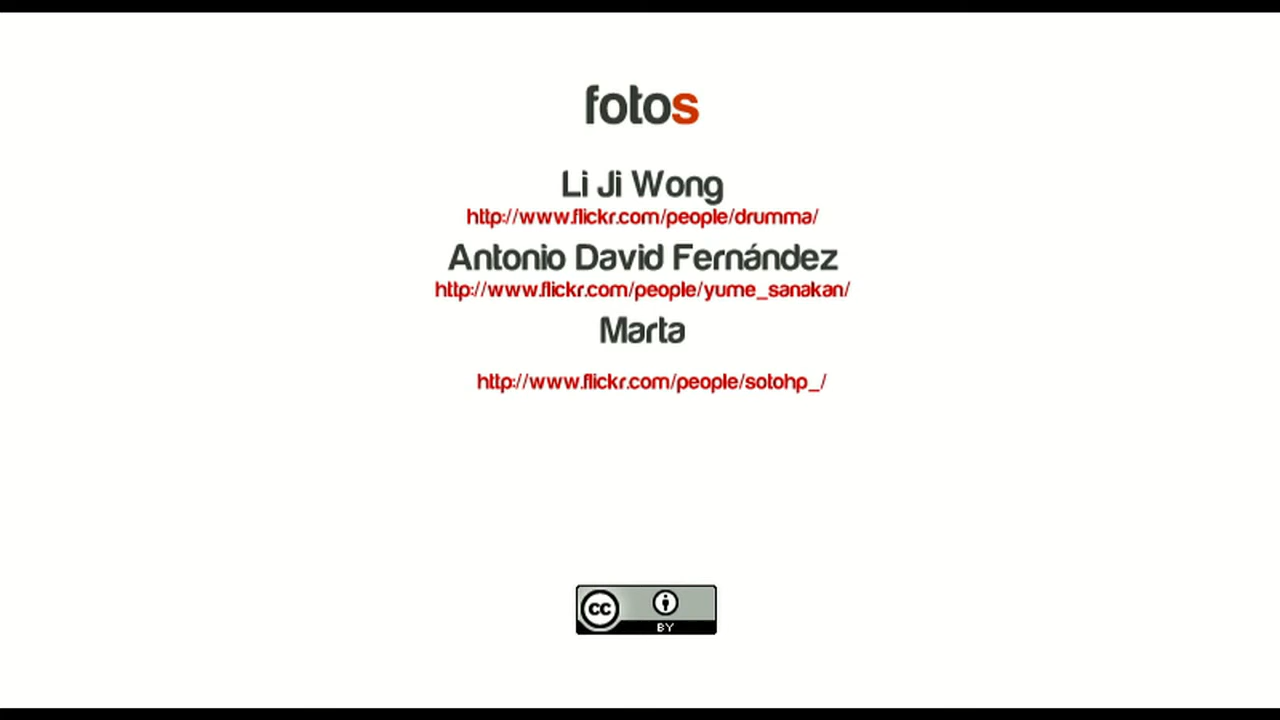 fotos
Li Ji Wong
http://www.flickr.com/people/drumma/
Antonio David Fernández
http://www.flickr.com/people/yume_sanakan/
Marta
http://www.flickr.com/people/sotohp_/
cc
BY